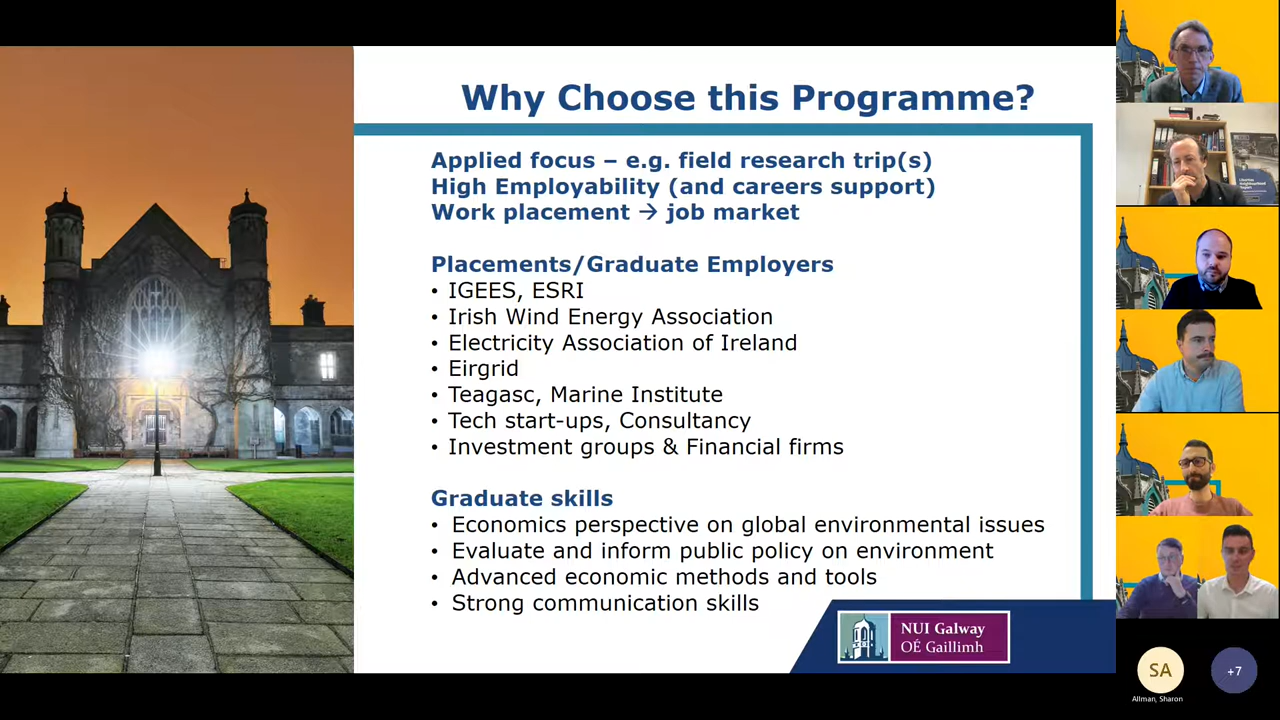 Why Choose this Programme?
Applied focus – e.g. field research trip(s)
High Employability (and careers support)
Work placement → job market
Placements/Graduate Employers
• IGEES, ESRI
• Irish Wind Energy Association
• Electricity Association of Ireland
• Eirgrid
• Teagasc, Marine Institute
• Tech start-ups, Consultancy
• Investment groups & Financial firms
Graduate skills
• Economics perspective on global environmental issues
• Evaluate and inform public policy on environment
• Advanced economic methods and tools
• Strong communication skills
NUI Galway
OÉ Gaillimh
SA
Allman, Sharon
+7